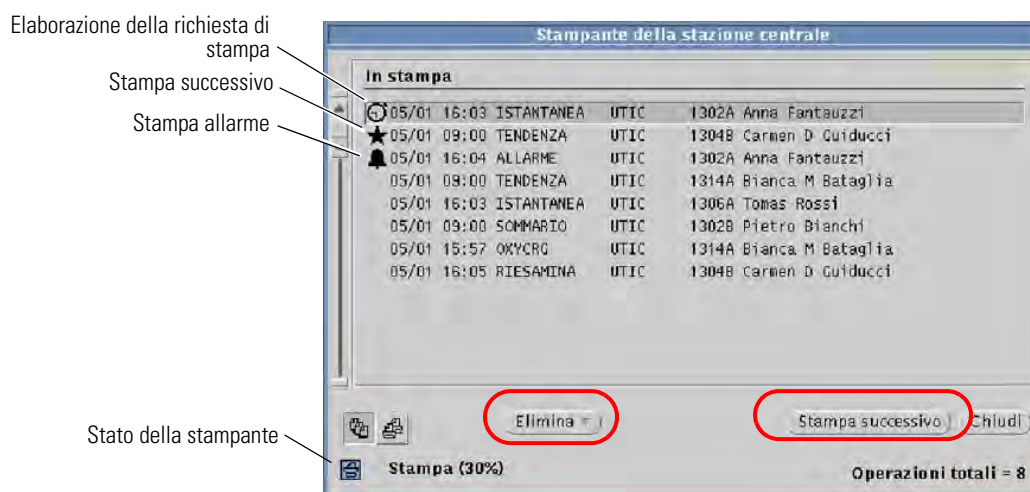 Elaborazione della richiesta di
stampa
Stampa successivo
Stampa allarme
Stato della stampante
Stampante della stazione centrale
In stampa
05/01 16:03 ISTANTANEA UTIC 1302A Anna Fantauzzi
05/01 09:00 TENDENZA UTIC 1304B Carmen D Guiducci
05/01 16:04 ALLARME UTIC 1302A Anna Fantauzzi
05/01 09:00 TENDENZA UTIC 1314A Bianca M Bataglia
05/01 16:03 ISTANTANEA UTIC 1306A Tomas Rossi
05/01 09:00 SOMMARIO UTIC 1302B Pietro Bianchi
05/01 15:57 OXYCRG UTIC 1314A Bianca M Bataglia
05/01 16:05 RIESAMINA UTIC 1304B Carmen D Guiducci
Elimina Stampa successivo Chiudi
Stampa (30%) Operazioni totali = 8